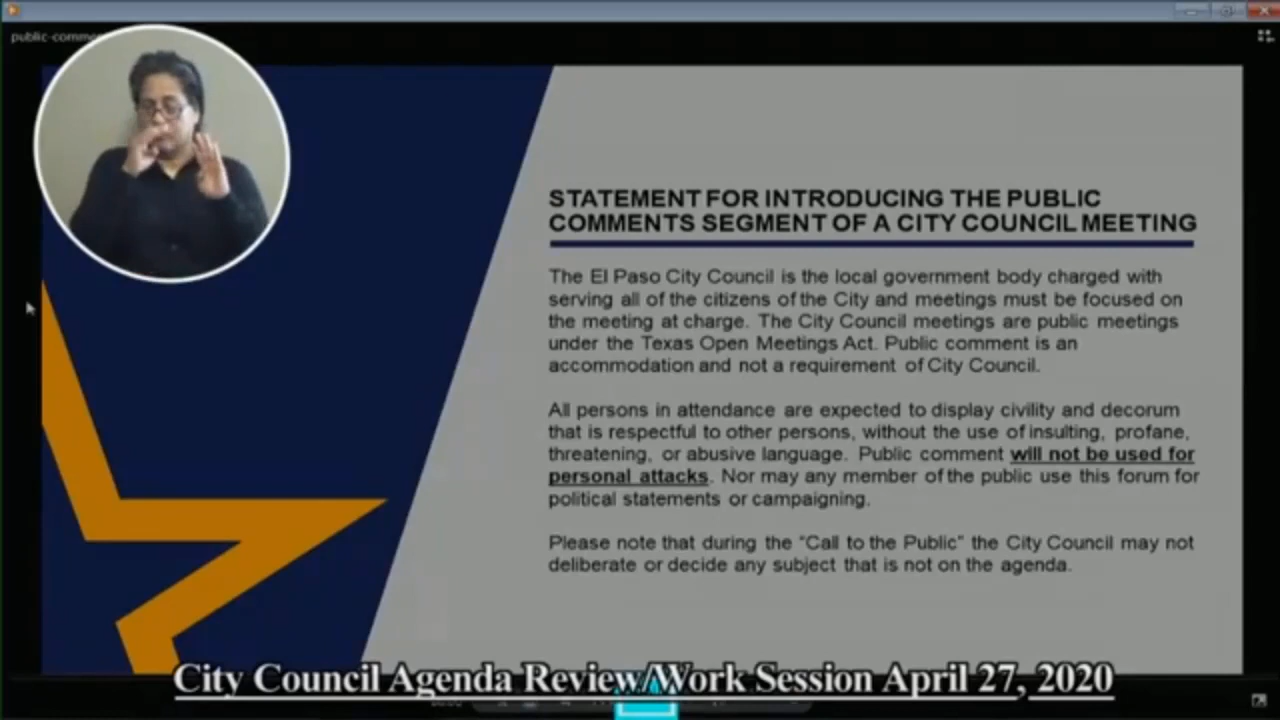 public-comme
STATEMENT FOR INTRODUCING THE PUBLIC
COMMENTS SEGMENT OF A CITY COUNCIL MEETING
The El Paso City Council is the local government body charged with
serving all of the citizens of the City and meetings must be focused on
the meeting at charge. The City Council meetings are public meetings
under the Texas Open Meetings Act. Public comment is an
accommodation and not a requirement of City Council.
All persons in attendance are expected to display civility and decorum
that is respectful to other persons, without the use of insulting, profane,
threatening, or abusive language. Public comment will not be used for
personal attacks. Nor may any member of the public use this forum for
political statements or campaigning.
Please note that during the “Call to the Public” the City Council may not
deliberate or decide any subject that is not on the agenda.
City Council Agenda Review/Work Session April 27, 2020